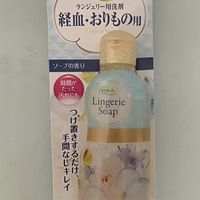 ランジェリー用洗剤
経血・おりもの用
ソープの香り
時間が
たった
汚れにも
Lingerie
Soap
つけ置きするだけ、
手間なしキレイ